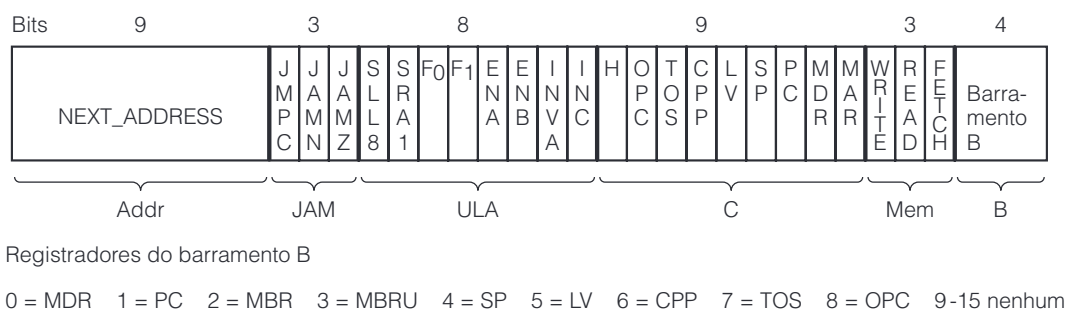 Bits 9 3 8 9 3 4
NEXT_ADDRESS JMPC JAMN JAMZ SLL8 SRA1 F0 F1 ENA ENB INVA INC H OPC TOS CPP LV SP PC MDR MAR WRITE READ FETCH Barra-
mento
B
Addr JAM ULA C Mem B
Registradores do barramento B
0 = MDR 1 = PC 2 = MBR 3 = MBRU 4 = SP 5 = LV 6 = CPP 7 = TOS 8 = OPC 9-15 nenhum